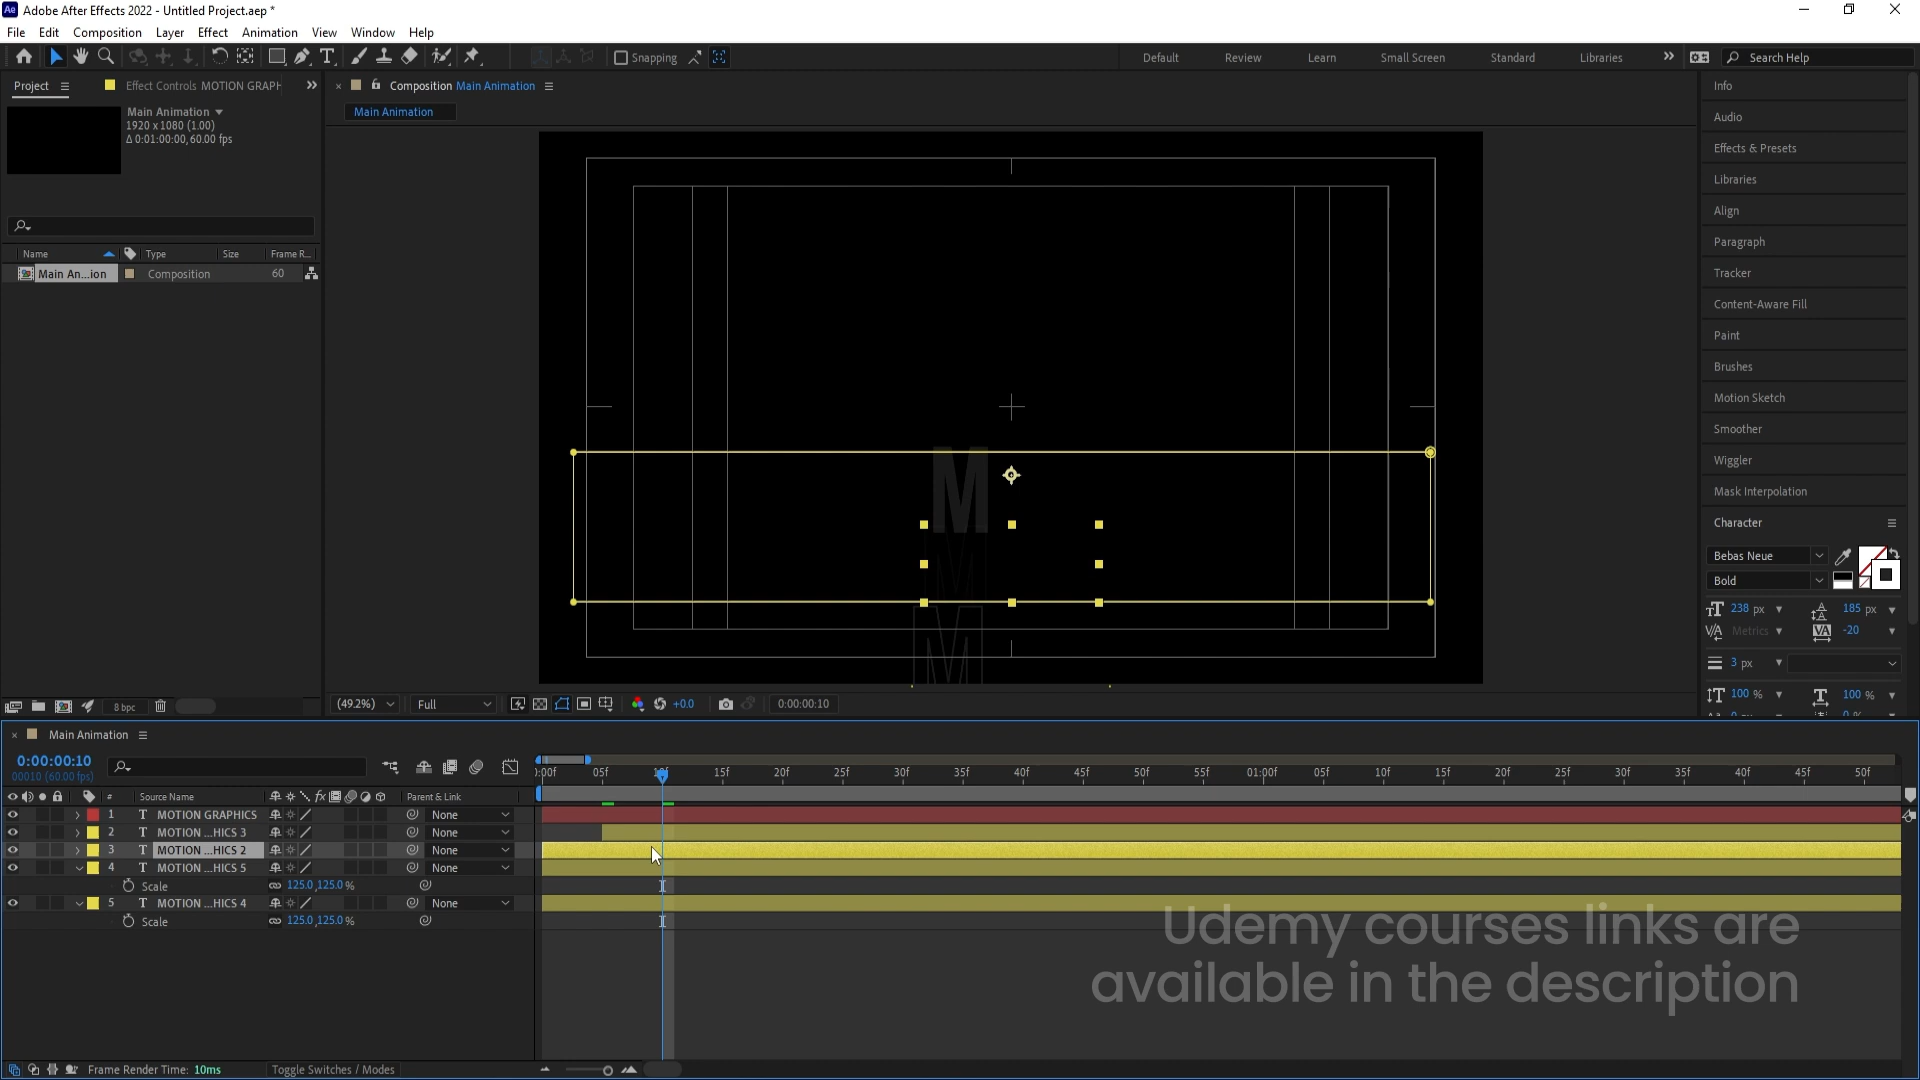 Adobe After Effects 2022 - Untitled Project.aep *
File Edit Composition Layer Effect Animation View Window Help
Snapping
Default Review Learn Small Screen Standard Libraries Search Help
Project Effect Controls MOTION GRAPH
Composition Main Animation
Main Animation
Main Animation
1920 x 1080 (1.00)
Δ 0:01:00:00, 60.00 fps
Name Type Size Frame R...
Main An...ion Composition 60
8 bpc
M
M
M
(49.2%) Full +0.0 0:00:00:10
Info
Audio
Effects & Presets
Libraries
Align
Paragraph
Tracker
Content-Aware Fill
Paint
Brushes
Motion Sketch
Smoother
Wiggler
Mask Interpolation
Character
Bebas Neue
Bold
238 px 185 px
Metrics -20
3 px
100 % 100 %
Main Animation
0:00:00:10
00010 (60.00 fps)
# Source Name Parent & Link
1 MOTION GRAPHICS None
2 MOTION ...HICS 3 None
3 MOTION ...HICS 2 None
4 MOTION ...HICS 5 None
Scale 125.0,125.0%
5 MOTION ...HICS 4 None
Scale 125.0,125.0%
:00f 05f 15f 20f 25f 30f 35f 40f 45f 50f 55f 01:00f 05f 10f 15f 20f 25f 30f 35f 40f 45f 50f
Udemy courses links are
available in the description
Frame Render Time: 10ms Toggle Switches / Modes